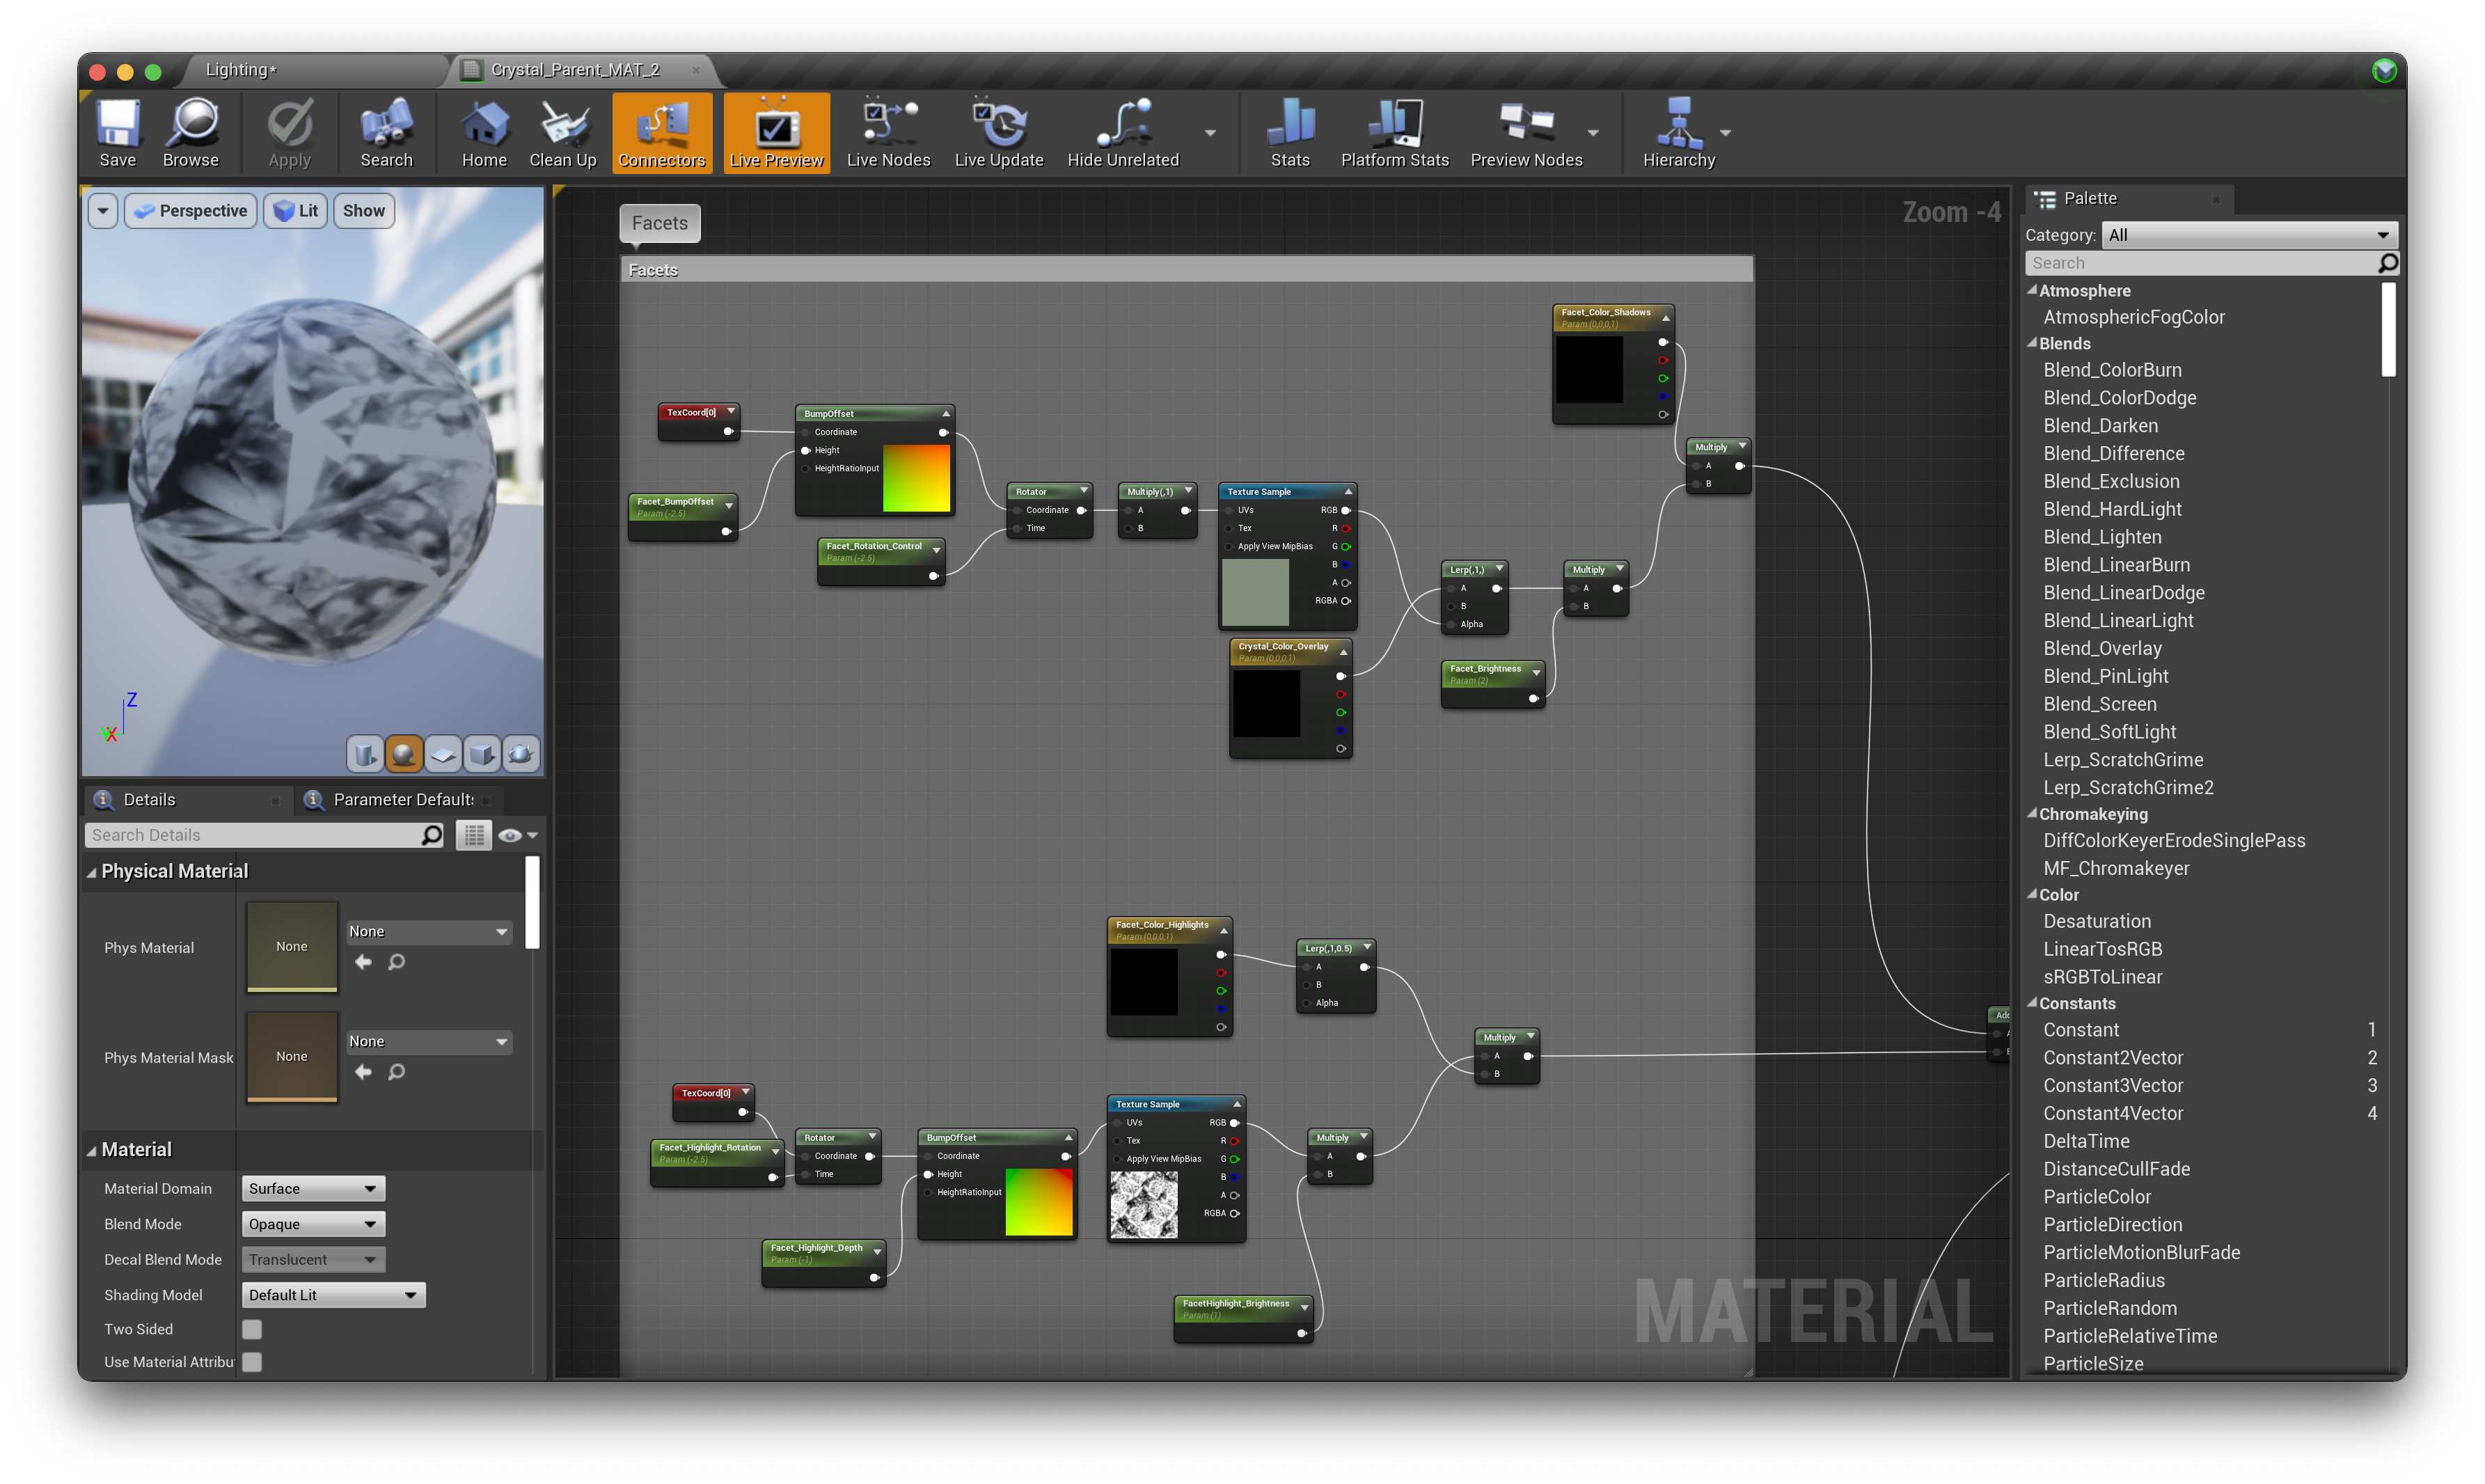 Lighting*
Crystal_Parent_MAT_2
Save
Browse
Apply
Search
Home
Clean Up
Connectors
Live Preview
Live Nodes
Live Update
Hide Unrelated
Stats
Platform Stats
Preview Nodes
Hierarchy
Perspective
Lit
Show
Z
X
Details
Parameter Default
Search Details
Physical Material
Phys Material
None
None
Phys Material Mask
None
None
Material
Material Domain
Surface
Blend Mode
Opaque
Decal Blend Mode
Translucent
Shading Model
Default Lit
Two Sided
Use Material Attribu
Facets
Zoom -4
Facets
Facet_Color_Shadows
Param (0,0,0,1)
TexCoord[0]
BumpOffset
Coordinate
Height
HeightRatioInput
Facet_BumpOffset
Param (-2.5)
Facet_Rotation_Control
Param (-2.5)
Rotator
Coordinate
Time
Multiply(,1)
A
B
Texture Sample
UVs
RGB
Tex
R
Apply View MipBias
G
B
A
RGBA
Crystal_Color_Overlay
Param (0,0,0,1)
Lerp(,1,)
A
B
Alpha
Multiply
A
B
Facet_Brightness
Param (2)
Multiply
A
B
Facet_Color_Highlights
Param (0,0,0,1)
Lerp(,1,0.5)
A
B
Alpha
Multiply
A
B
TexCoord[0]
Facet_Highlight_Rotation
Param (-2.5)
Rotator
Coordinate
Time
BumpOffset
Coordinate
Height
HeightRatioInput
Facet_Highlight_Depth
Param (-1)
Texture Sample
UVs
RGB
Tex
R
Apply View MipBias
G
B
A
RGBA
Multiply
A
B
FacetHighlight_Brightness
Param (1)
MATERIAL
Palette
Category:
All
Search
Atmosphere
AtmosphericFogColor
Blends
Blend_ColorBurn
Blend_ColorDodge
Blend_Darken
Blend_Difference
Blend_Exclusion
Blend_HardLight
Blend_Lighten
Blend_LinearBurn
Blend_LinearDodge
Blend_LinearLight
Blend_Overlay
Blend_PinLight
Blend_Screen
Blend_SoftLight
Lerp_ScratchGrime
Lerp_ScratchGrime2
Chromakeying
DiffColorKeyerErodeSinglePass
MF_Chromakeyer
Color
Desaturation
LinearTosRGB
sRGBToLinear
Constants
Constant 1
Constant2Vector 2
Constant3Vector 3
Constant4Vector 4
DeltaTime
DistanceCullFade
ParticleColor
ParticleDirection
ParticleMotionBlurFade
ParticleRadius
ParticleRandom
ParticleRelativeTime
ParticleSize